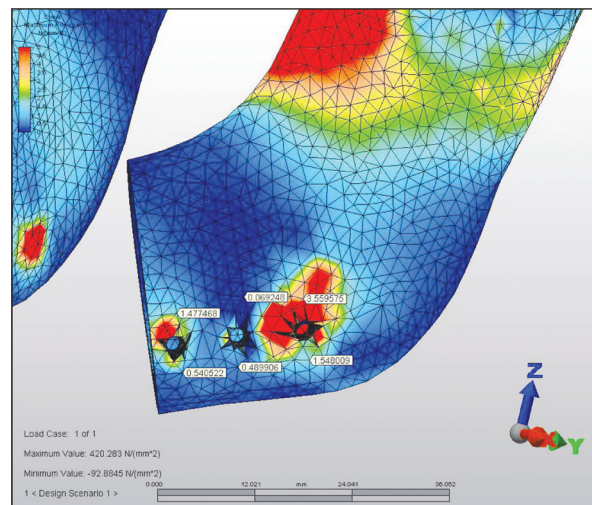 1.477468
0.069248
3.559575
0.540522
0.489906
1.548009
Z
Y
Load Case: 1 of 1
Maximum Value: 420.283 N/(mm^2)
Minimum Value: -92.8845 N/(mm^2)
1 < Design Scenario 1 >
0.000 12.021 mm 24.041 36.062